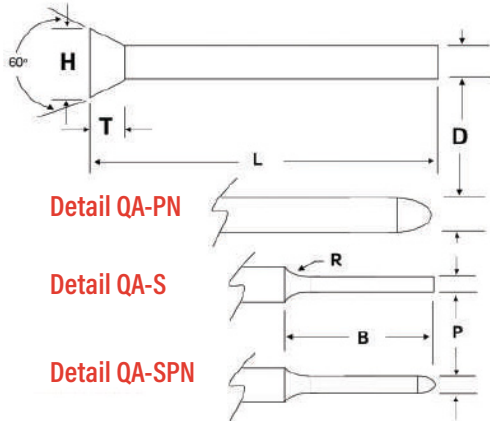 60°
H
T
L
D
Detail QA-PN
Detail QA-S
R
B
P
Detail QA-SPN